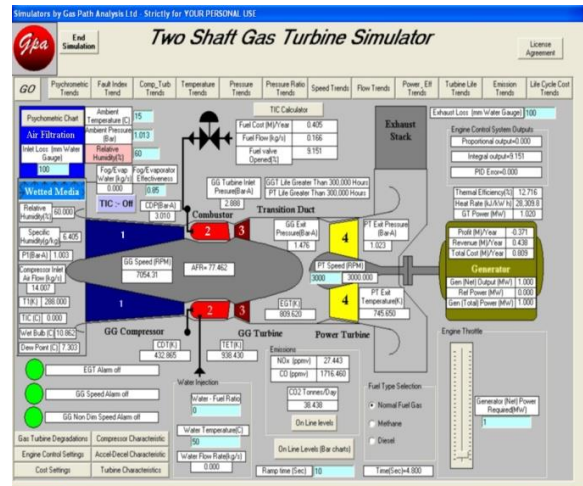 Simulators by Gas Path Analysis Ltd - Strictly for YOUR PERSONAL USE
Gpa
End Simulation
Two Shaft Gas Turbine Simulator
License Agreement
GO
Psychrometric Trends
Fault Index Trend
Comp_Turb Trends
Temperature Trends
Pressure Trends
Pressure Ratio Trends
Speed Trends
Flow Trends
Power_Eff Trends
Turbine Life Trends
Emission Trends
Life Cycle Cost Trends
Psychrometric Chart
Ambient Temperature (C) 15
Ambient Pressure (Bar) 1.013
Relative Humidity(%) 60
Air Filtration
Inlet Loss (mm Water Gauge)
100
Fog/Evap Water (kg/s)
0.000
Fog/Evaporator Effectiveness
0.85
Wetted Media
TIC :- Off
CDP(Bar-A)
3.010
TIC Calculator
Fuel Cost (M)/Year 0.405
Fuel Flow (kg/s) 0.166
Fuel valve Opened(%) 9.151
GG Turbine Inlet Pressure(Bar-A)
2.888
GGT Life Greater Than 300,000 Hours
PT Life Greater Than 300,000 Hours
Exhaust Stack
Exhaust Loss (mm Water Gauge) 100
Engine Control System Outputs
Proportional output=0.000
Integral output=9.151
PID Error=0.000
Thermal Efficiency(%) 12.716
Heat Rate (kJ/kW h) 28,309.8
GT Power (MW) 1.020
Profit (M)/Year -0.371
Revenue (M)/Year 0.438
Total Cost (M)/Year 0.809
Generator
Gen (Net) Output (MW) 1.000
Ref Power (MW) 0.000
Gen (Total) Power (MW) 1.000
Relative Humidity(%) 60.000
Specific Humidity(g/kg) 6.405
P1(Bar-A) 1.003
Compressor Inlet Air Flow (kg/s)
14.007
T1(K) 288.000
TIC (C) 0.000
Wet Bulb (C) 10.862
Dew Point (C) 7.303
Combustor
Transition Duct
1
2
3
4
GG Exit Pressure(Bar-A)
1.476
PT Exit Pressure (Bar-A)
1.023
GG Speed(RPM)
7054.31
AFR= 77.462
PT Speed (RPM)
3000 3000.000
1
2
3
4
EGT(K)
809.620
PT Exit Temperature(K)
745.650
GG Compressor
GG Turbine
Power Turbine
CDT(K)
432.865
TET(K)
938.430
EGT Alarm off
GG Speed Alarm off
GG Non Dim Speed Alarm off
Water Injection
Water - Fuel Ratio
0
Water Temperature(C)
50
Water Flow Rate(kg/s)
0.000
Emissions
NOx (ppmv) 27.443
CO (ppmv) 1716.460
CO2 Tonnes/Day
38.438
On Line levels
On Line Levels (Bar charts)
Fuel Type Selection
Normal Fuel Gas
Methane
Diesel
Engine Throttle
Generator (Net) Power Required(MW)
1
Gas Turbine Degradations
Compressor Characteristic
Engine Control Settings
Accel-Decel Characteristic
Cost Settings
Turbine Characteristics
Ramp time (Sec) 10
Time(Sec)=4.800